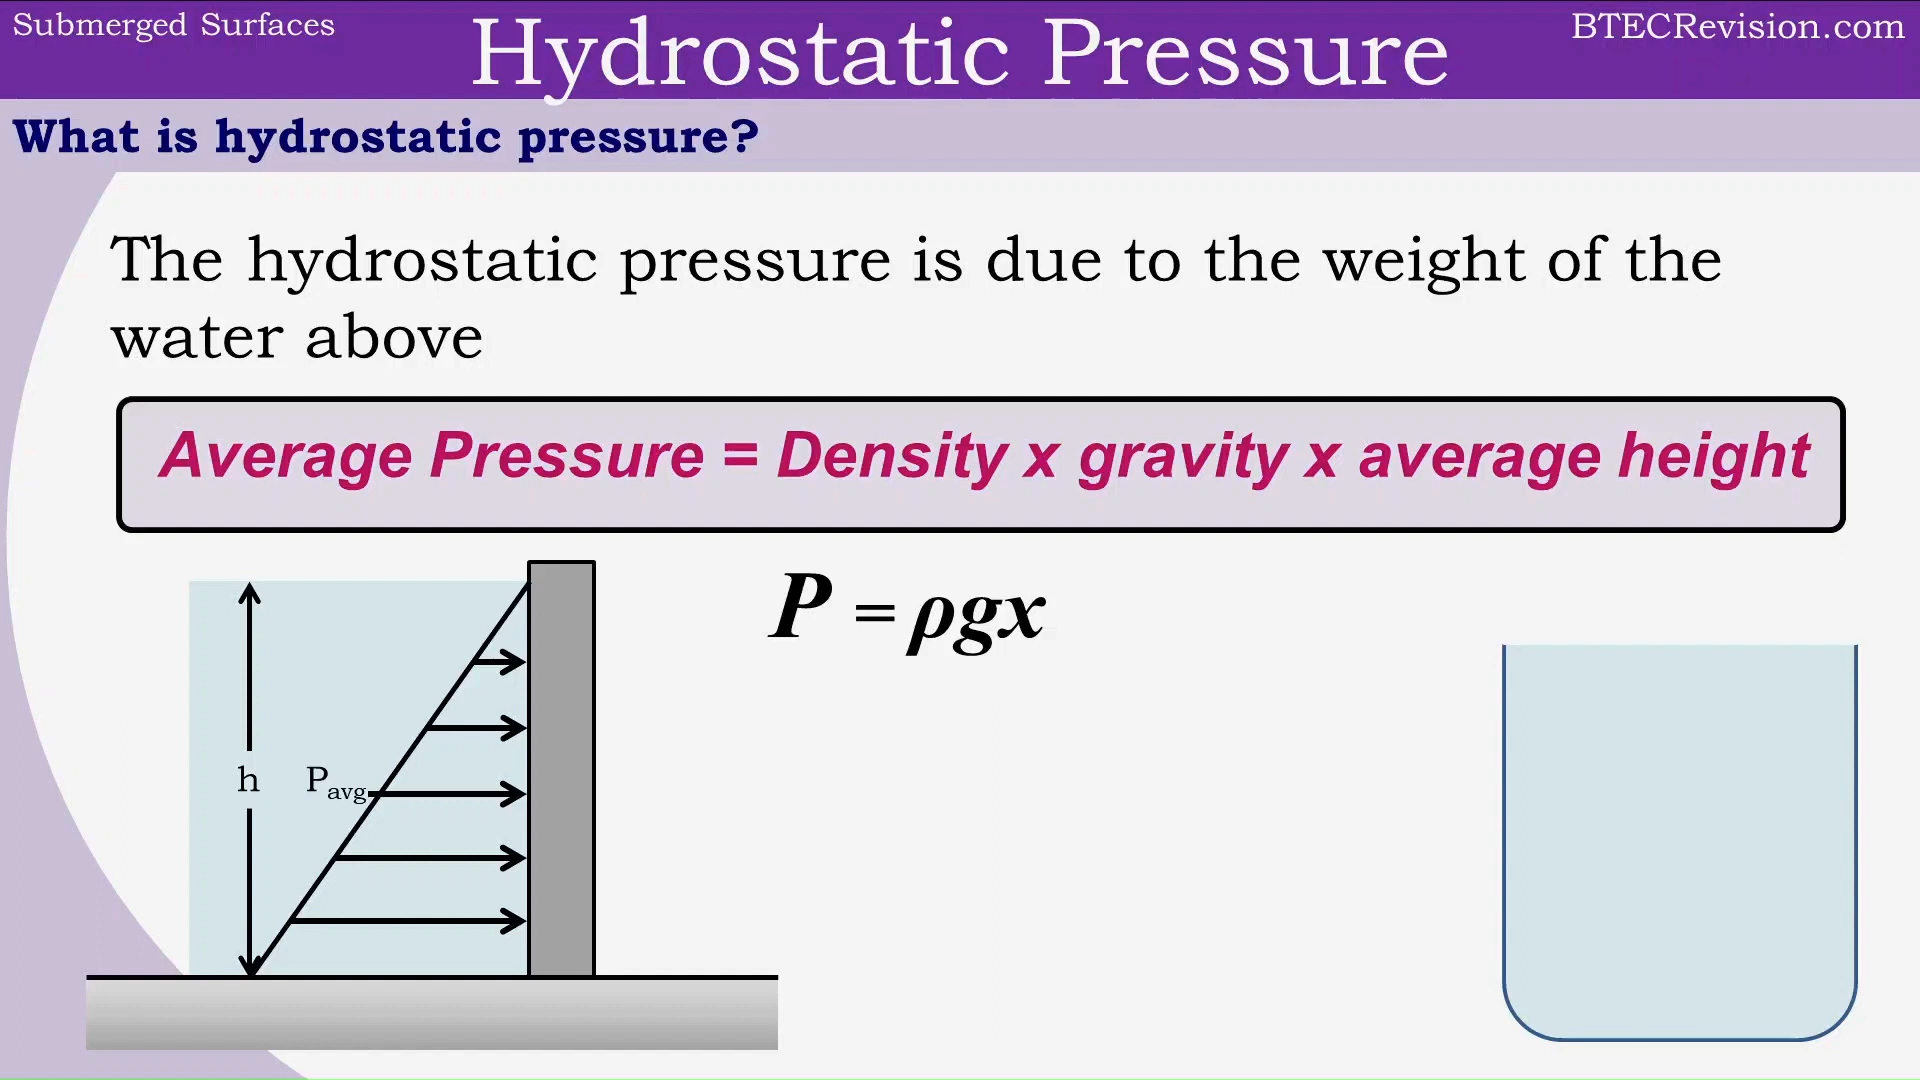 Submerged Surfaces
Hydrostatic Pressure
BTECRevision.com
What is hydrostatic pressure?
The hydrostatic pressure is due to the weight of the
water above
Average Pressure = Density x gravity x average height
P = ρgx
h
Pavg